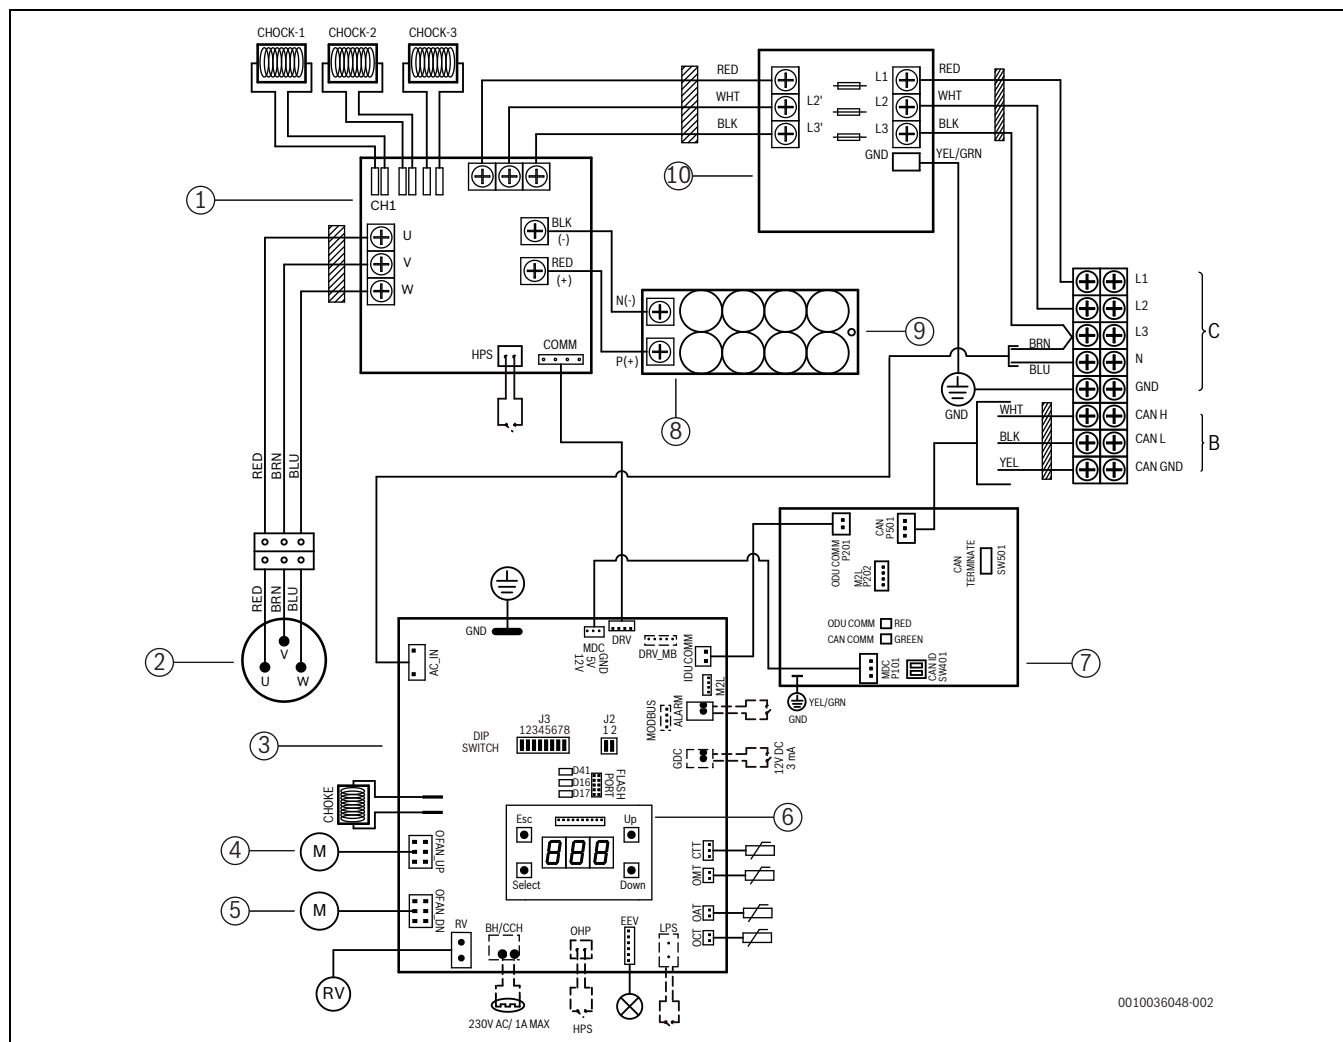 CHOCK-1
CHOCK-2
CHOCK-3
RED
WHT
BLK
L2'
L3'
L1
L2
L3
GND
RED
WHT
BLK
YEL/GRN
10
1
CH1
U
V
W
BLK
(-)
RED
(+)
N(-)
P(+)
9
8
HPS
COMM
L1
L2
L3
N
GND
CAN H
CAN L
CAN GND
C
B
BRN
BLU
GND
WHT
BLK
YEL
RED
BRN
BLU
RED
BRN
BLU
2
V
U
W
ODU COMM
P201
CAN
P501
M2L
P202
CAN
TERMINATE
SW501
ODU COMM
RED
CAN COMM
GREEN
MDC
P101
CAN ID
SW401
7
YEL/GRN
GND
GND
AC_IN
MDC
GND
5V
12V
DRV
DRV_MB
IDU COMM
M2L
MODBUS
ALARM
GDC
12V DC
3 mA
3
DIP
SWITCH
J3
12345678
J2
1 2
D41
D16
D17
FLASH
PORT
Esc
Up
888
Select
Down
6
CHOKE
4
M
OFAN_UP
5
M
OFAN_DN
CTT
OMT
OAT
OCT
RV
RV
BH/CCH
230V AC/ 1A MAX
OHP
HPS
EEV
LPS
0010036048-002